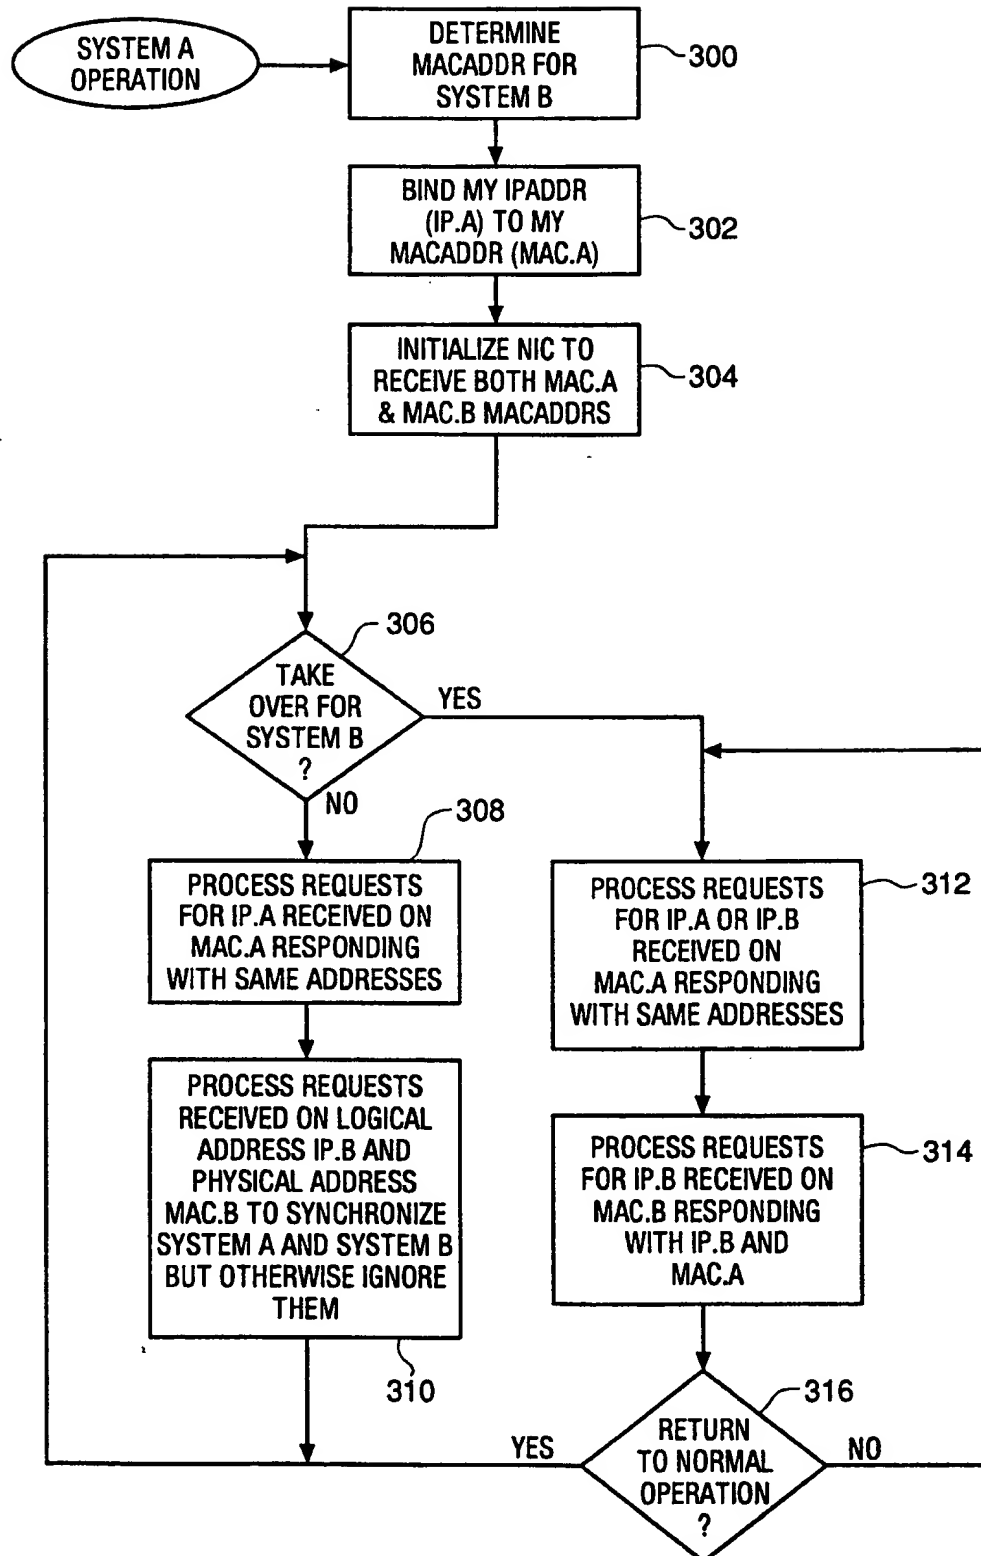 SYSTEM A
OPERATION
DETERMINE
MACADDR FOR
SYSTEM B
300
BIND MY IPADDR
(IP.A) TO MY
MACADDR (MAC.A)
302
INITIALIZE NIC TO
RECEIVE BOTH MAC.A
& MAC.B MACADDRS
304
306
TAKE
OVER FOR
SYSTEM B
?
YES
NO
308
PROCESS REQUESTS
FOR IP.A RECEIVED ON
MAC.A RESPONDING
WITH SAME ADDRESSES
PROCESS REQUESTS
RECEIVED ON LOGICAL
ADDRESS IP.B AND
PHYSICAL ADDRESS
MAC.B TO SYNCHRONIZE
SYSTEM A AND SYSTEM B
BUT OTHERWISE IGNORE
THEM
310
PROCESS REQUESTS
FOR IP.A OR IP.B
RECEIVED ON
MAC.A RESPONDING
WITH SAME ADDRESSES
312
PROCESS REQUESTS
FOR IP.B RECEIVED ON
MAC.B RESPONDING
WITH IP.B AND
MAC.A
314
316
RETURN
TO NORMAL
OPERATION
?
YES
NO